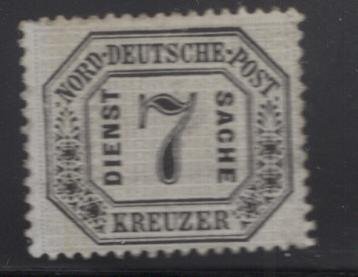 NORD-DEUTSCHE-POST
DIENST
7
SACHE
KREUZER